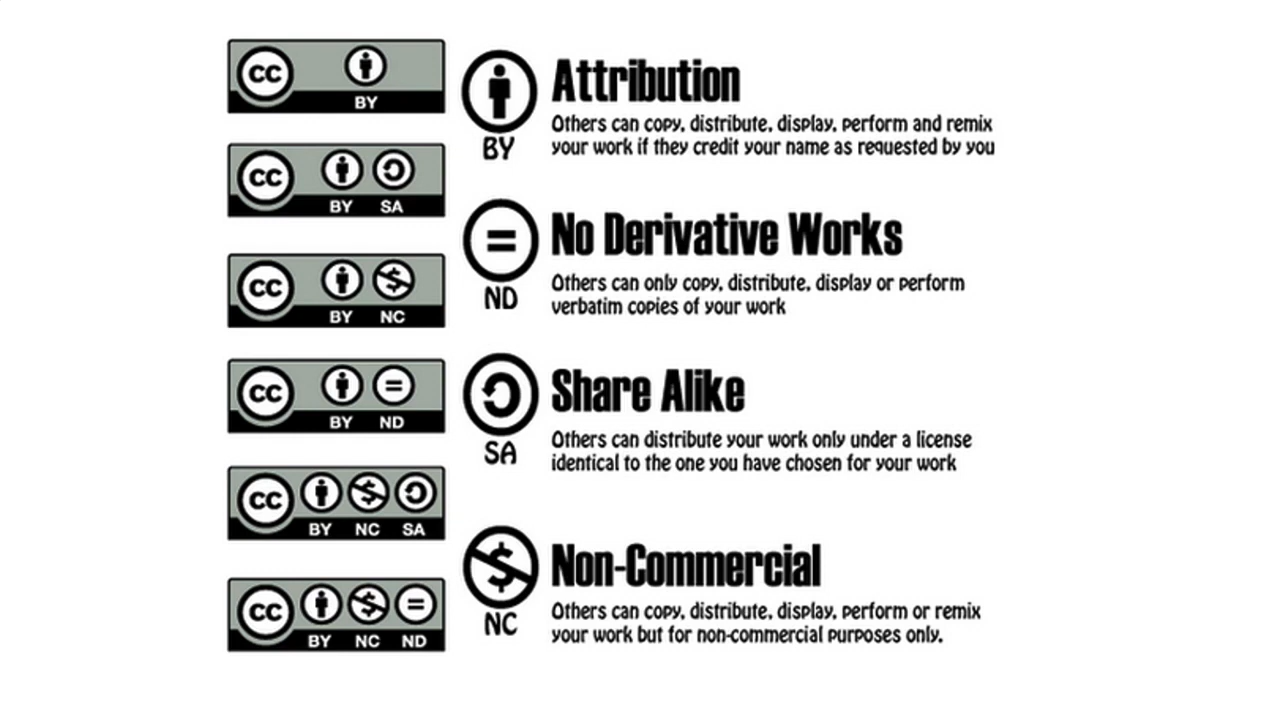 CC
BY
CC
BY SA
CC
BY NC
CC
BY ND
CC
BY NC SA
CC
BY NC ND
BY
Attribution
Others can copy, distribute, display, perform and remix
your work if they credit your name as requested by you
ND
No Derivative Works
Others can only copy, distribute, display or perform
verbatim copies of your work
SA
Share Alike
Others can distribute your work only under a license
identical to the one you have chosen for your work
NC
Non-Commercial
Others can copy, distribute, display, perform or remix
your work but for non-commercial purposes only.